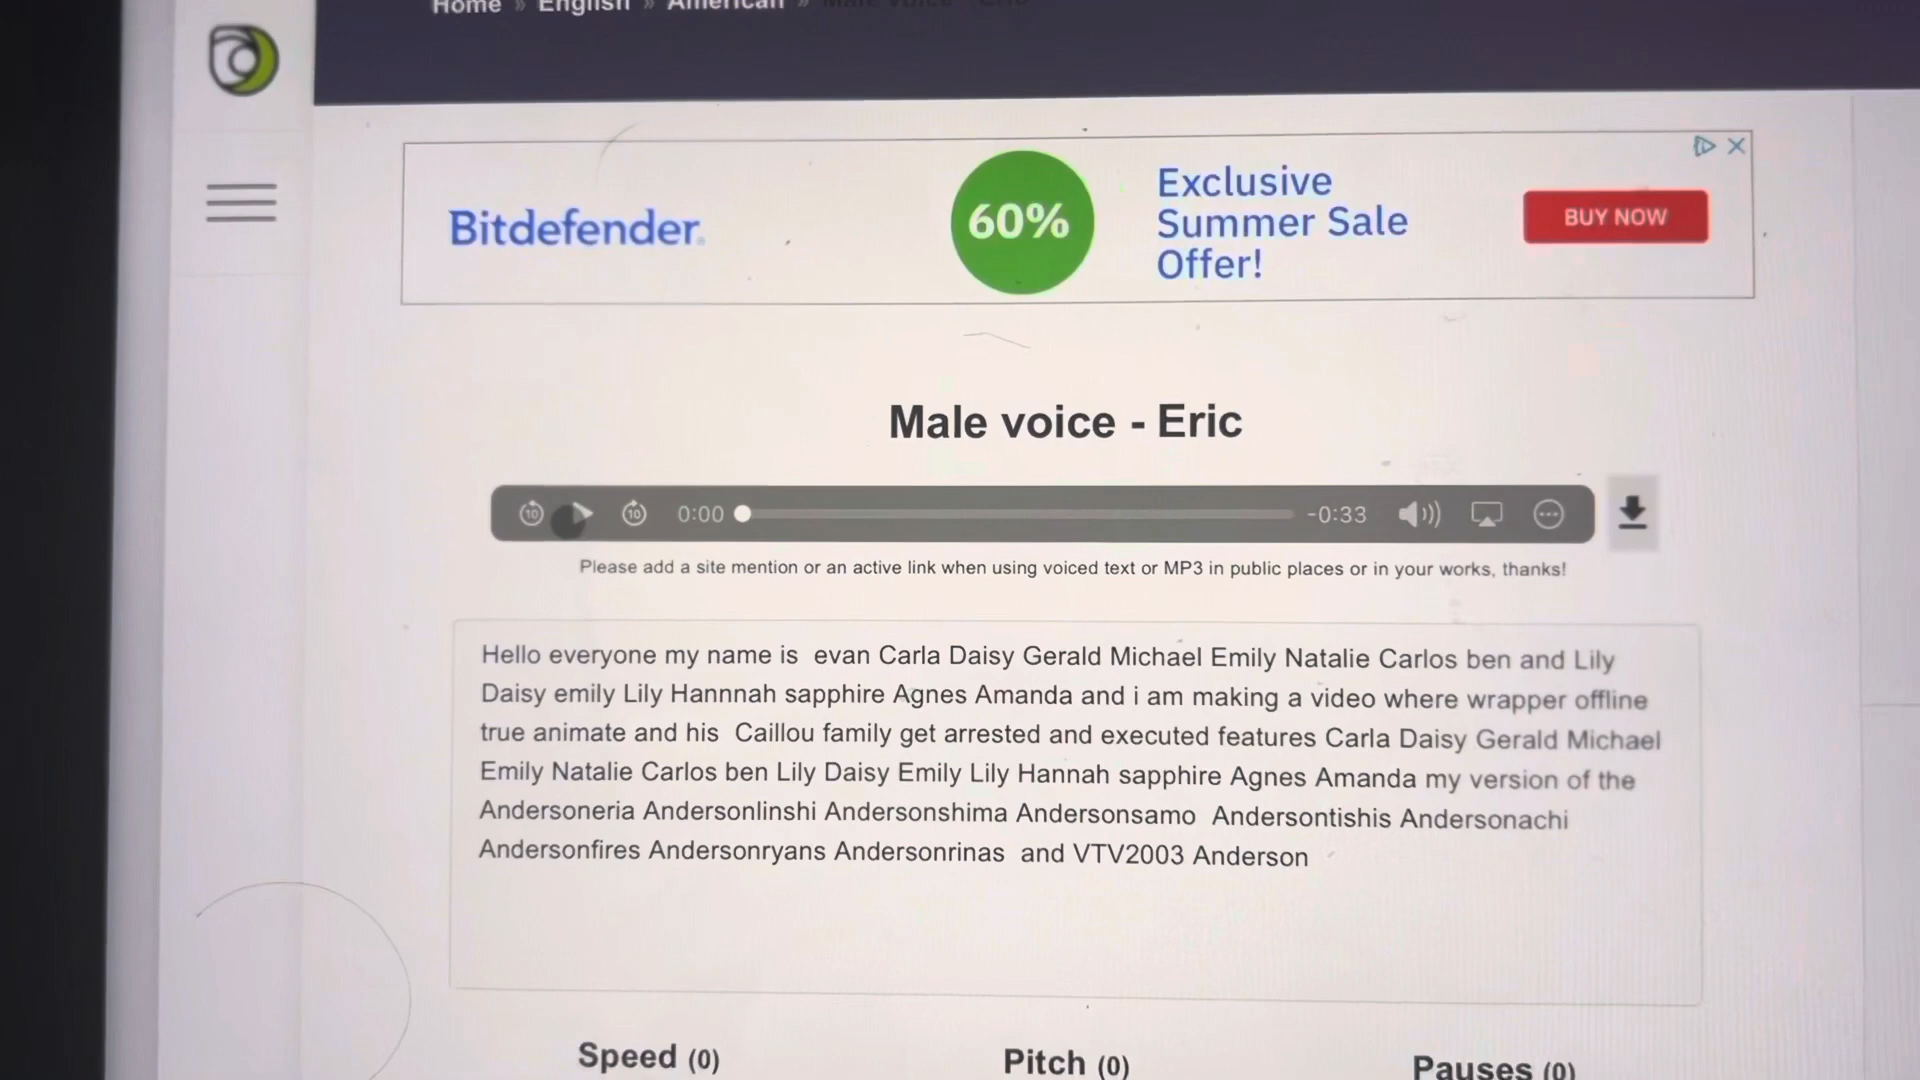 Home » English » American » Male voice - Eric
Bitdefender
60%
Exclusive
Summer Sale
Offer!
BUY NOW
Male voice - Eric
10
10
0:00
-0:33
Please add a site mention or an active link when using voiced text or MP3 in public places or in your works, thanks!
Hello everyone my name is  evan Carla Daisy Gerald Michael Emily Natalie Carlos ben and Lily
Daisy emily Lily Hannnah sapphire Agnes Amanda and i am making a video where wrapper offline
true animate and his  Caillou family get arrested and executed features Carla Daisy Gerald Michael
Emily Natalie Carlos ben Lily Daisy Emily Lily Hannah sapphire Agnes Amanda my version of the
Andersoneria Andersonlinshi Andersonshima Andersonsamo  Andersontishis Andersonachi
Andersonfires Andersonryans Andersonrinas  and VTV2003 Anderson
Speed (0)
Pitch (0)
Pauses (0)